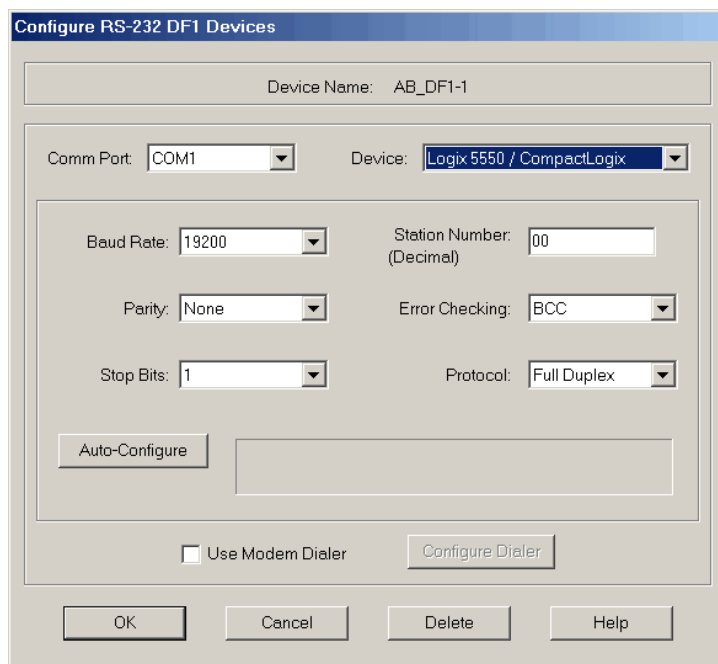 Configure RS-232 DF1 Devices
Device Name: AB_DF1-1
Comm Port: COM1 Device: Logix 5550 / CompactLogix
Baud Rate: 19200 Station Number: 00
(Decimal)
Parity: None Error Checking: BCC
Stop Bits: 1 Protocol: Full Duplex
Auto-Configure
Use Modem Dialer Configure Dialer
OK Cancel Delete Help